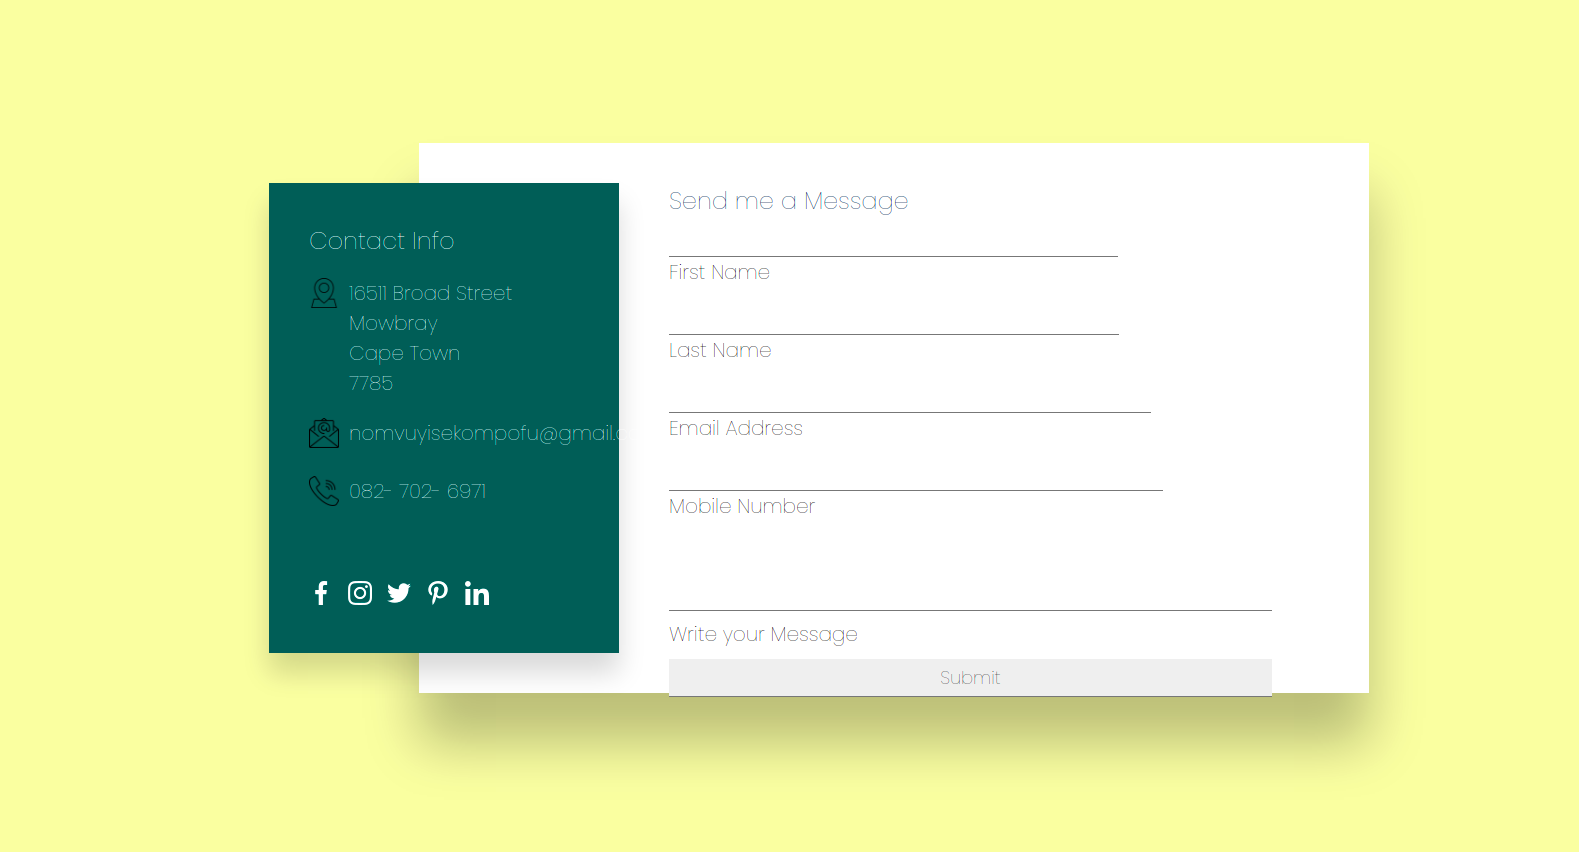 Contact Info
16511 Broad Street
Mowbray
Cape Town
7785
nomvuyisekompofu@gmail.c
082- 702- 6971
Send me a Message
First Name
Last Name
Email Address
Mobile Number
Write your Message
Submit